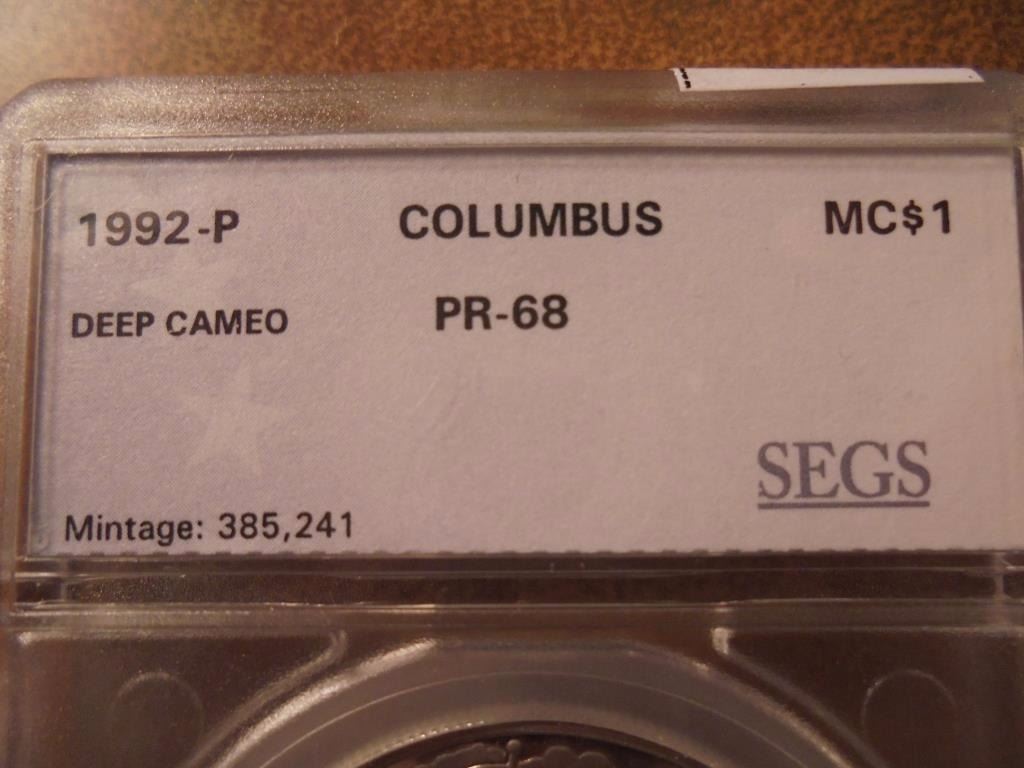 1992-P COLUMBUS MC$1
DEEP CAMEO PR-68
SEGS
Mintage: 385,241